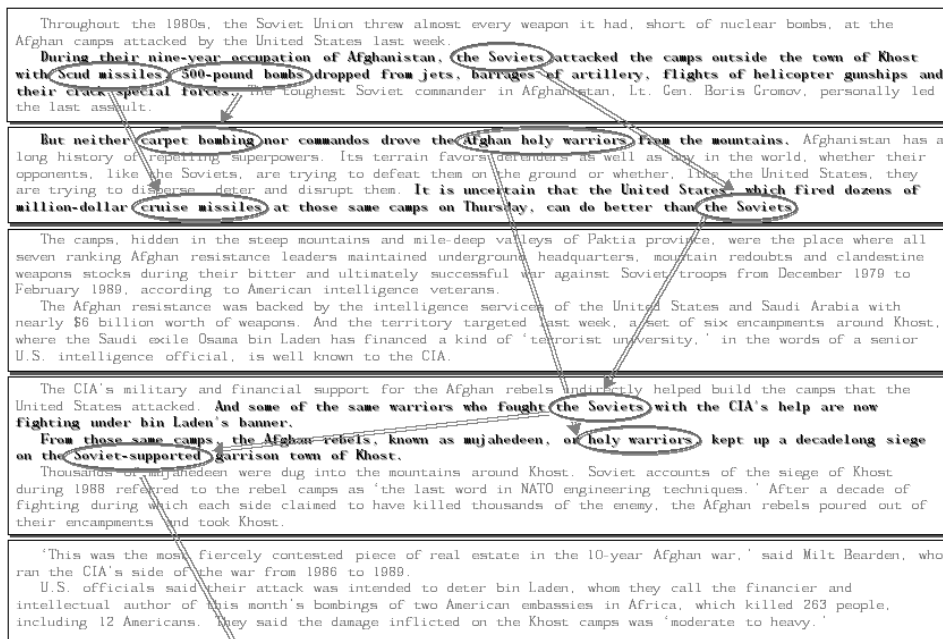 Throughout the 1980s, the Soviet Union threw almost every weapon it had, short of nuclear bombs, at the
Afghan camps attacked by the United States last week.
During their nine-year occupation of Afghanistan, the Soviets attacked the camps outside the town of Khost
with Scud missiles 500-pound bombs dropped from jets, barrages of artillery, flights of helicopter gunships and
their crack special forces. The toughest Soviet commander in Afghanistan, Lt. Gen. Boris Gromov, personally led
the last assault.
But neither carpet bombing nor commandos drove the Afghan holy warriors from the mountains. Afghanistan has a
long history of repelling superpowers. Its terrain favors defenders as well as any in the world, whether their
opponents, like the Soviets, are trying to defeat them on the ground or whether, like the United States, they
are trying to disperse, deter and disrupt them. It is uncertain that the United States, which fired dozens of
million-dollar cruise missiles at those same camps on Thursday, can do better than the Soviets
The camps, hidden in the steep mountains and mile-deep valleys of Paktia province, were the place where all
seven ranking Afghan resistance leaders maintained underground headquarters, mountain redoubts and clandestine
weapons stocks during their bitter and ultimately successful war against Soviet troops from December 1979 to
February 1989, according to American intelligence veterans.
The Afghan resistance was backed by the intelligence services of the United States and Saudi Arabia with
nearly $6 billion worth of weapons. And the territory targeted last week, a set of six encampments around Khost,
where the Saudi exile Osama bin Laden has financed a kind of 'terrorist university,' in the words of a senior
U.S. intelligence official, is well known to the CIA.
The CIA's military and financial support for the Afghan rebels indirectly helped build the camps that the
United States attacked. And some of the same warriors who fought the Soviets with the CIA's help are now
fighting under bin Laden's banner.
From those same camps, the Afghan rebels, known as mujahedeen, or holy warriors kept up a decadelong siege
on the Soviet-supported garrison town of Khost.
Thousands of mujahedeen were dug into the mountains around Khost. Soviet accounts of the siege of Khost
during 1988 referred to the rebel camps as 'the last word in NATO engineering techniques.' After a decade of
fighting during which each side claimed to have killed thousands of the enemy, the Afghan rebels poured out of
their encampments and took Khost.
'This was the most fiercely contested piece of real estate in the 10-year Afghan war,' said Milt Bearden, who
ran the CIA's side of the war from 1986 to 1989.
U.S. officials said their attack was intended to deter bin Laden, whom they call the financier and
intellectual author of this month's bombings of two American embassies in Africa, which killed 263 people,
including 12 Americans. They said the damage inflicted on the Khost camps was 'moderate to heavy.'